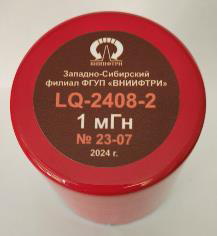 ВНИИФТРИ
Западно-Сибирский
филиал ФГУП «ВНИИФТРИ»
LQ-2408-2
1 мГн
№ 23-07
2024 г.